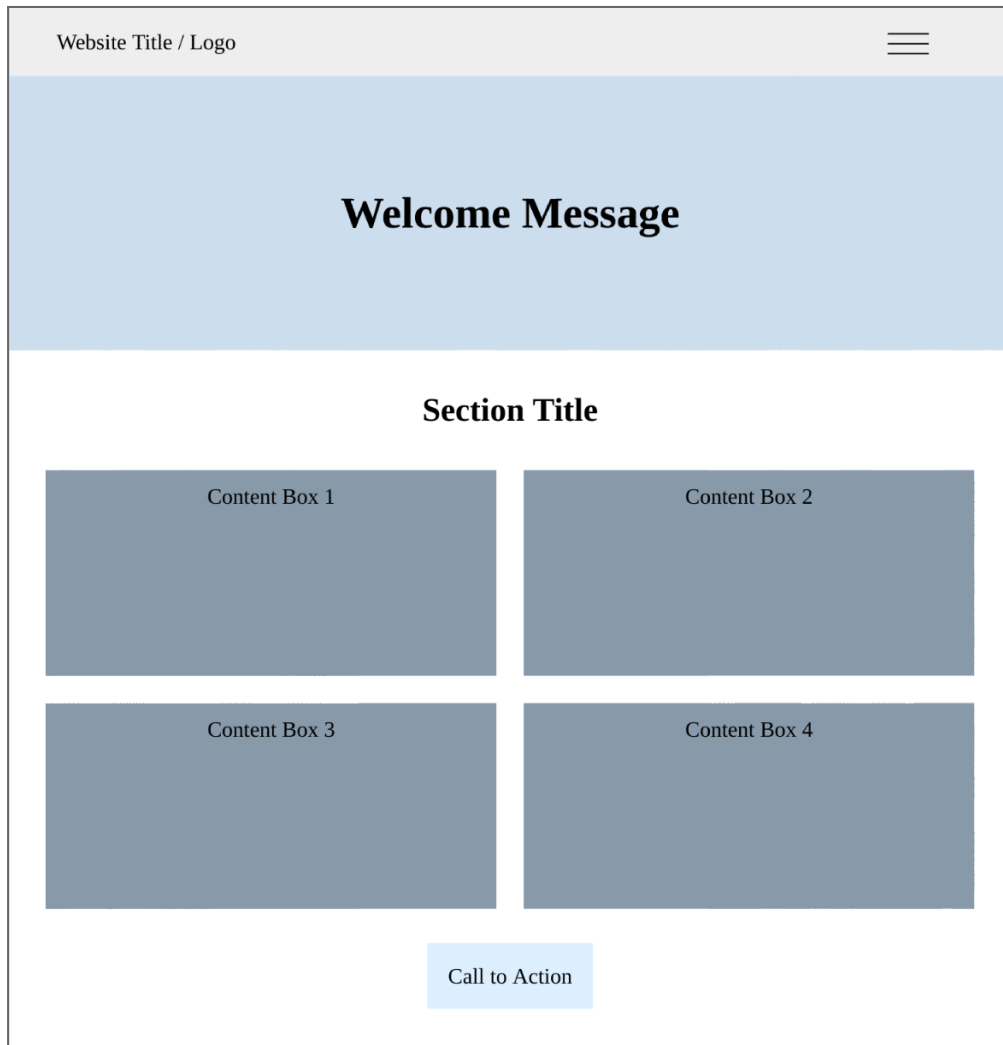 Website Title / Logo
Welcome Message
Section Title
Content Box 1
Content Box 2
Content Box 3
Content Box 4
Call to Action